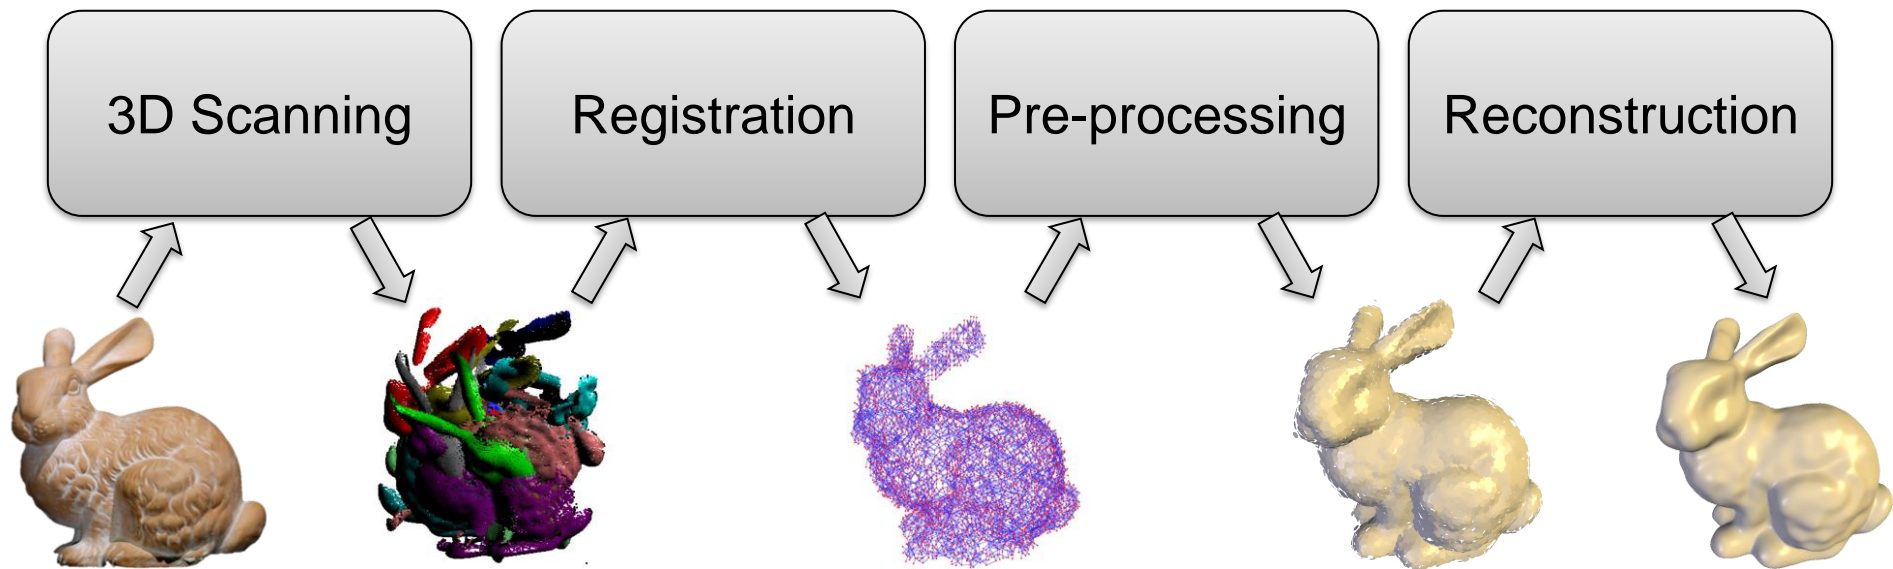 3D Scanning
Registration
Pre-processing
Reconstruction